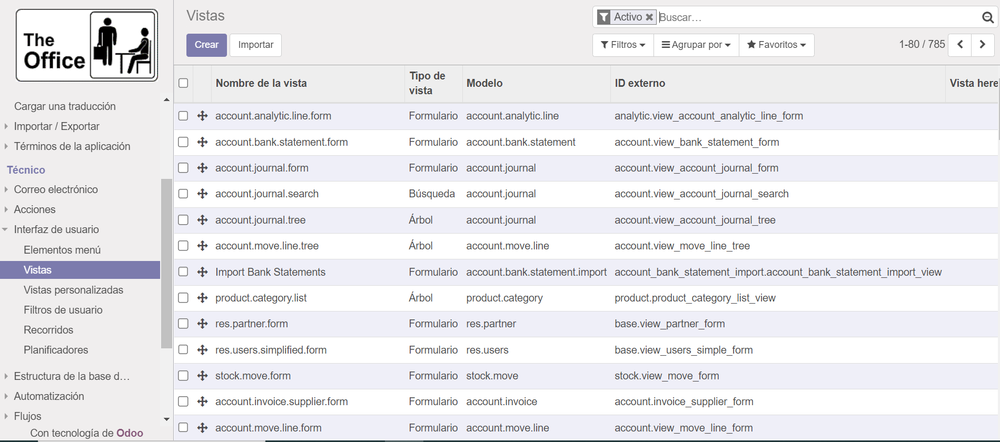 The
Office
Cargar una traducción
Importar / Exportar
Términos de la aplicación
Técnico
Correo electrónico
Acciones
Interfaz de usuario
Elementos menú
Vistas
Vistas personalizadas
Filtros de usuario
Recorridos
Planificadores
Estructura de la base d...
Automatización
Flujos
Con tecnología de Odoo
Vistas
Activo Buscar...
Crear Importar
Filtros Agrupar por Favoritos 1-80 / 785
Nombre de la vista Tipo de vista Modelo ID externo Vista here
account.analytic.line.form Formulario account.analytic.line analytic.view_account_analytic_line_form
account.bank.statement.form Formulario account.bank.statement account.view_bank_statement_form
account.journal.form Formulario account.journal account.view_account_journal_form
account.journal.search Búsqueda account.journal account.view_account_journal_search
account.journal.tree Árbol account.journal account.view_account_journal_tree
account.move.line.tree Árbol account.move.line account.view_move_line_tree
Import Bank Statements Formulario account.bank.statement.import account_bank_statement_import.account_bank_statement_import_view
product.category.list Árbol product.category product.product_category_list_view
res.partner.form Formulario res.partner base.view_partner_form
res.users.simplified.form Formulario res.users base.view_users_simple_form
stock.move.form Formulario stock.move stock.view_move_form
account.invoice.supplier.form Formulario account.invoice account.invoice_supplier_form
account.move.line.form Formulario account.move.line account.view_move_line_form